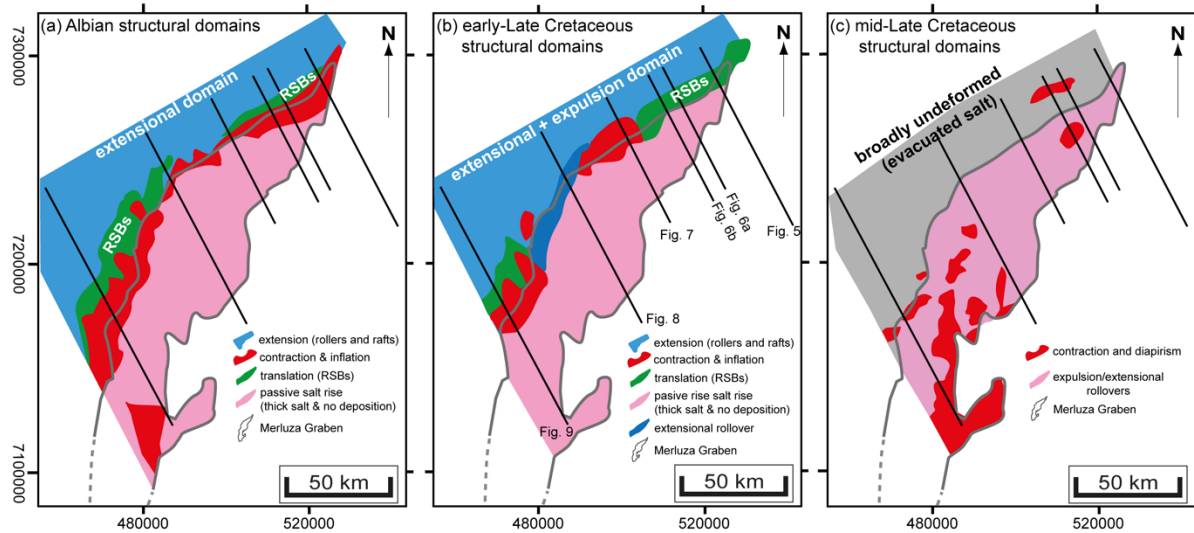 (a) Albian structural domains
N
7300000
7200000
7100000
extensional domain
RSBs
RSBs
extension (rollers and rafts)
contraction & inflation
translation (RSBs)
passive salt rise
(thick salt & no deposition)
Merluza Graben
50 km
480000
520000
(b) early-Late Cretaceous
structural domains
N
extensional + expulsion domain
RSBs
Fig. 5
Fig. 6a
Fig. 6b
Fig. 7
Fig. 8
Fig. 9
extension (rollers and rafts)
contraction & inflation
translation (RSBs)
pasive rise salt rise
(thick salt & no deposition)
extensional rollover
Merluza Graben
50 km
480000
520000
(c) mid-Late Cretaceous
structural domains
N
broadly undeformed
(evacuated salt)
contraction and diapirism
expulsion/extensional
rollovers
Merluza Graben
50 km
480000
520000